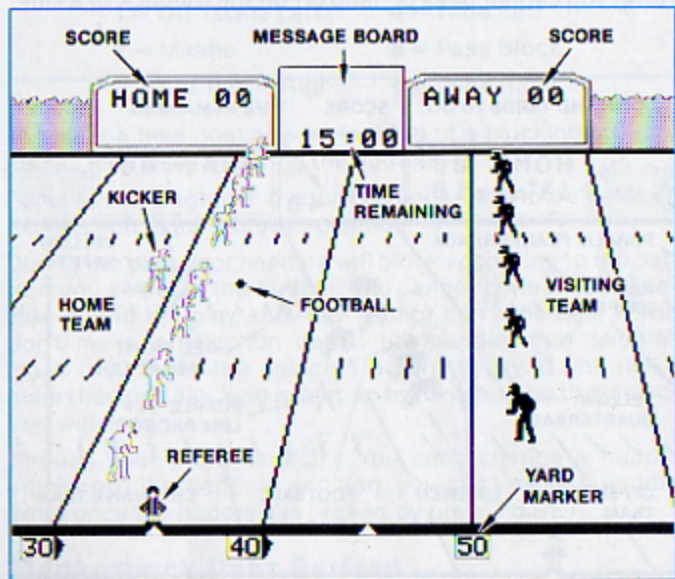 SCORE MESSAGE BOARD SCORE
HOME 00 AWAY 00
15:00
KICKER
TIME
REMAINING
HOME
TEAM
FOOTBALL
VISITING
TEAM
REFEREE
YARD
MARKER
30 40 50